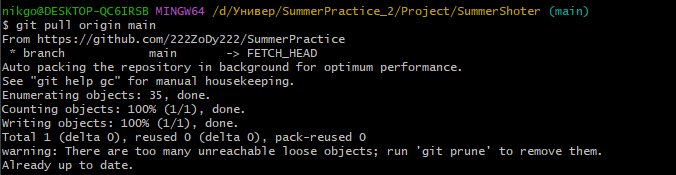 nikgo@DESKTOP-QC6IRSB MINGW64 /d/Универ/SummerPractice_2/Project/SummerShoter (main)
$ git pull origin main
From https://github.com/222ZoDy222/SummerPractice
 * branch            main       -> FETCH_HEAD
Auto packing the repository in background for optimum performance.
See "git help gc" for manual housekeeping.
Enumerating objects: 35, done.
Counting objects: 100% (1/1), done.
Writing objects: 100% (1/1), done.
Total 1 (delta 0), reused 0 (delta 0), pack-reused 0
warning: There are too many unreachable loose objects; run 'git prune' to remove them.
Already up to date.